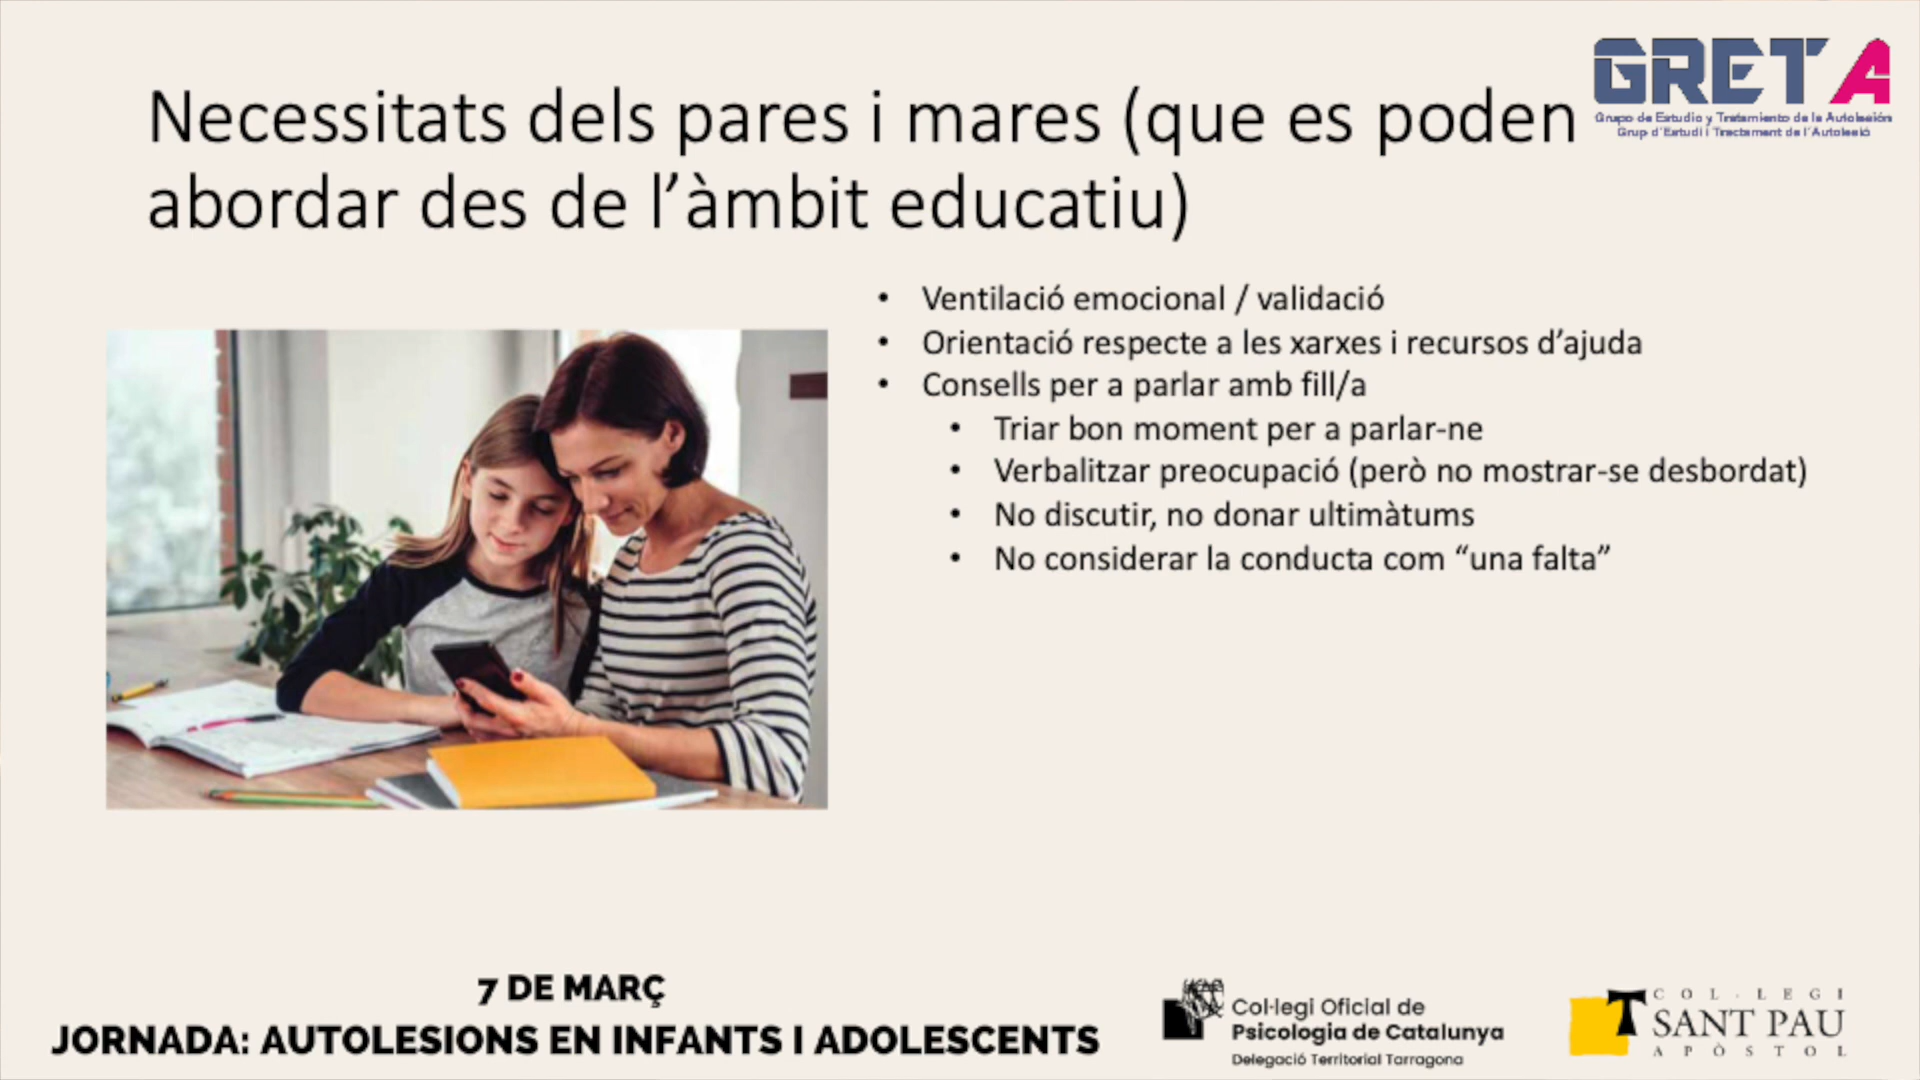 GRETA
Grupo de Estudio y Tratamiento de la Autolesión
Grup d'Estudi i Tractament de l'Autolesió
Necessitats dels pares i mares (que es poden
abordar des de l’àmbit educatiu)
• Ventilació emocional / validació
• Orientació respecte a les xarxes i recursos d’ajuda
• Consells per a parlar amb fill/a
• Triar bon moment per a parlar-ne
• Verbalitzar preocupació (però no mostrar-se desbordat)
• No discutir, no donar ultimàtums
• No considerar la conducta com “una falta”
7 DE MARÇ
JORNADA: AUTOLESIONS EN INFANTS I ADOLESCENTS
Col·legi Oficial de
Psicologia de Catalunya
Delegació Territorial Tarragona
COL·LEGI
SANT PAU
APÒSTOL